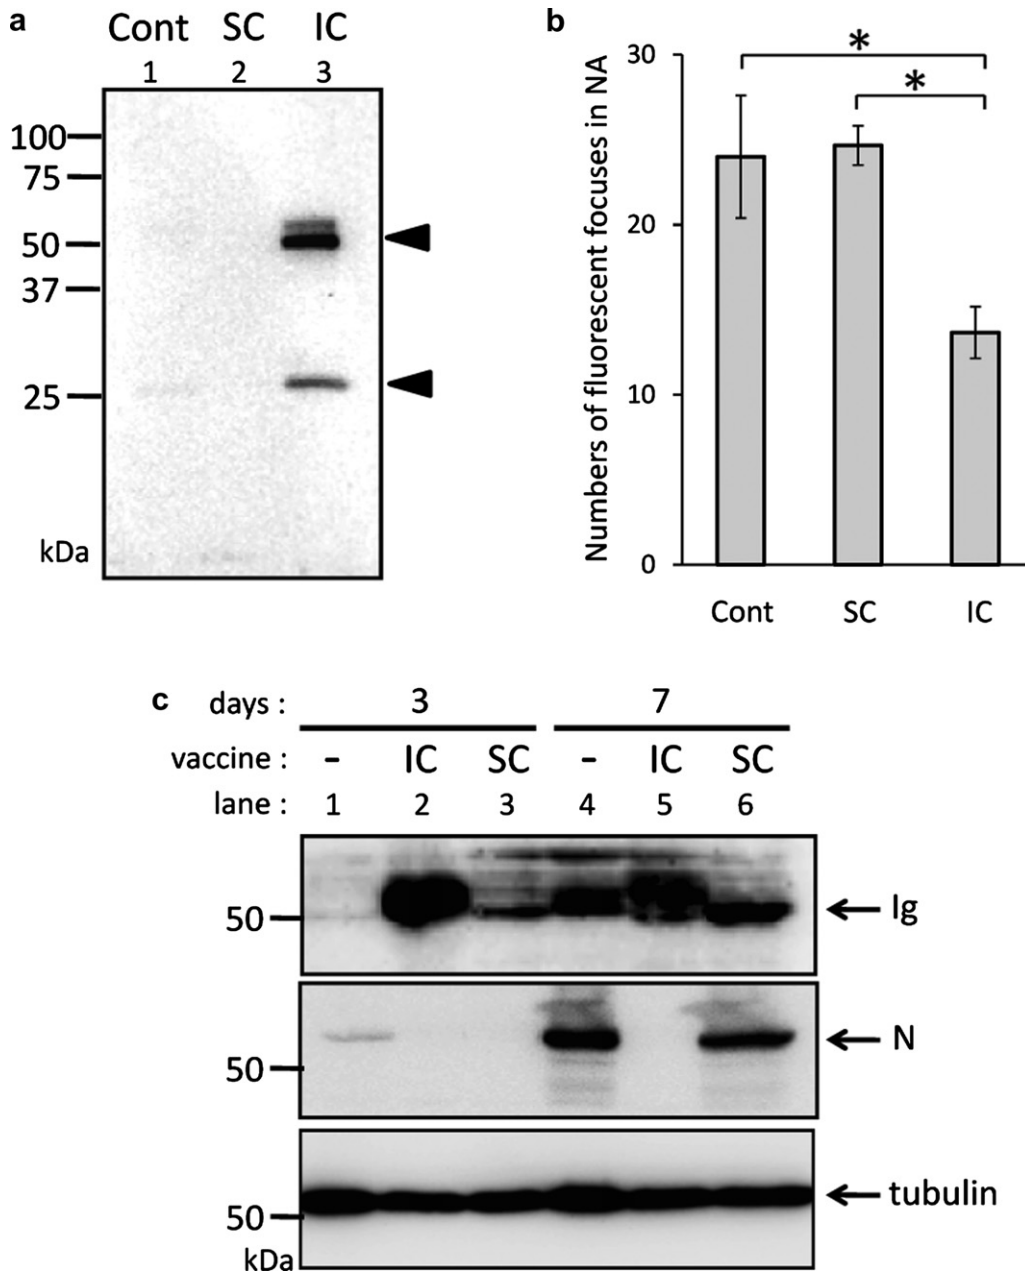 a
Cont SC IC
1 2 3
100
75
50
37
25
kDa
b
Numbers of fluorescent focuses in NA
30
20
10
0
* 
*
Cont SC IC
c
days : 3 7
vaccine : - IC SC - IC SC
lane : 1 2 3 4 5 6
50 Ig
N
50
tubulin
50
kDa